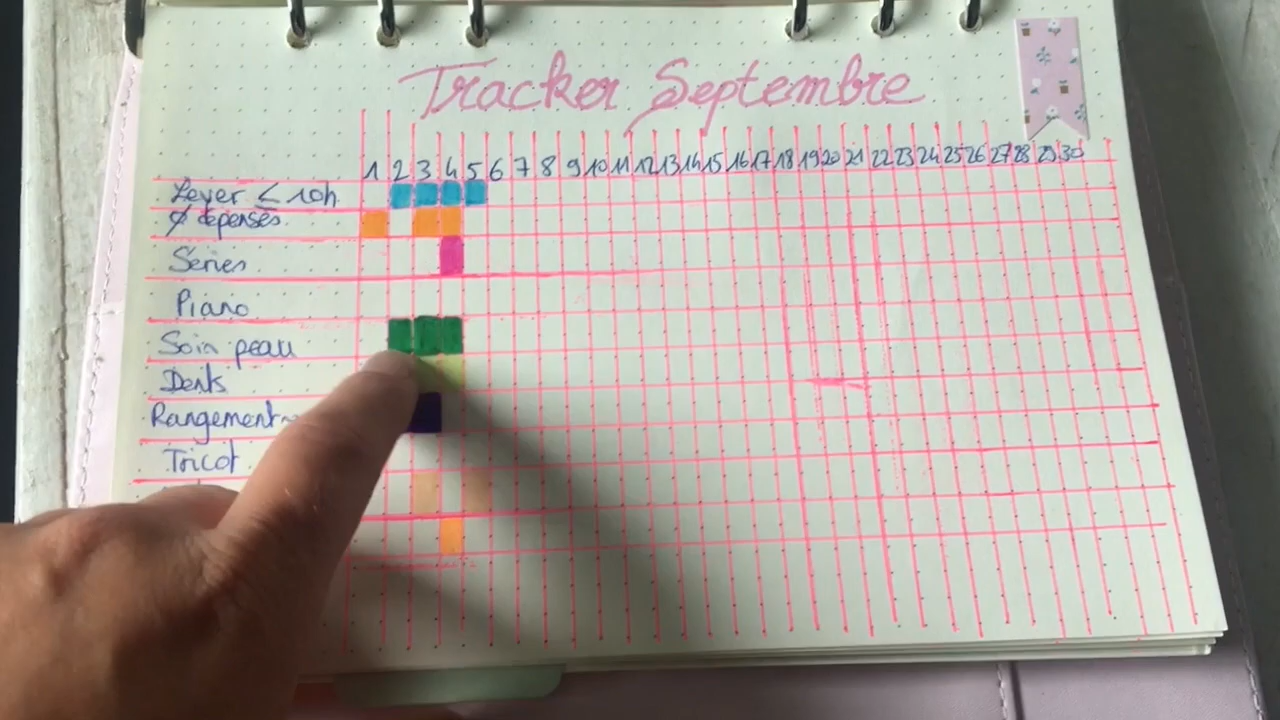 Tracker Septembre
1 2 3 4 5 6 7 8 9 10 11 12 13 14 15 16 17 18 19 20 21 22 23 24 25 26 27 28 29 30
Lever ≤ 10h
∅ dépenses
Séries
Piano
Soin peau
Dents
Rangement
Tricot